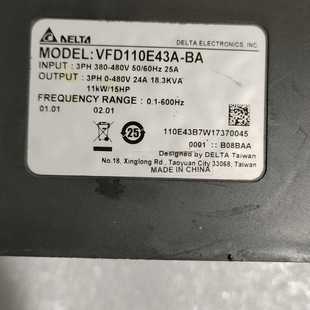 DELTA
DELTA ELECTRONICS, INC.
MODEL: VFD110E43A-BA
INPUT : 3PH 380-480V 50/60Hz 25A
OUTPUT : 3PH 0-480V 24A 18.3KVA
11kW/15HP
FREQUENCY RANGE : 0.1-600Hz
01.01 02.01
25
110E43B7W17370045
0091 :: B08BAA
Designed by DELTA Taiwan
No.18, Xinglong Rd., Taoyuan City 33068, Taiwan
MADE IN CHINA